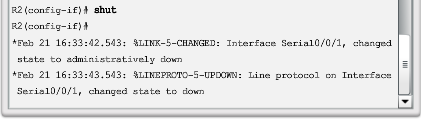 R2(config-if)# shut
R2(config-if)#
*Feb 21 16:33:42.543: %LINK-5-CHANGED: Interface Serial0/0/1, changed
state to administratively down
*Feb 21 16:33:43.543: %LINEPROTO-5-UPDOWN: Line protocol on Interface
Serial0/0/1, changed state to down